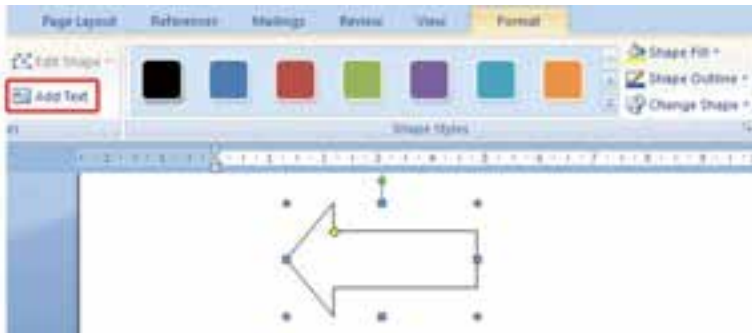 Page Layout References Mailings Review View Format
Edit Shape Shape Fill
Add Text Shape Outline
Change Shape
Shape Styles